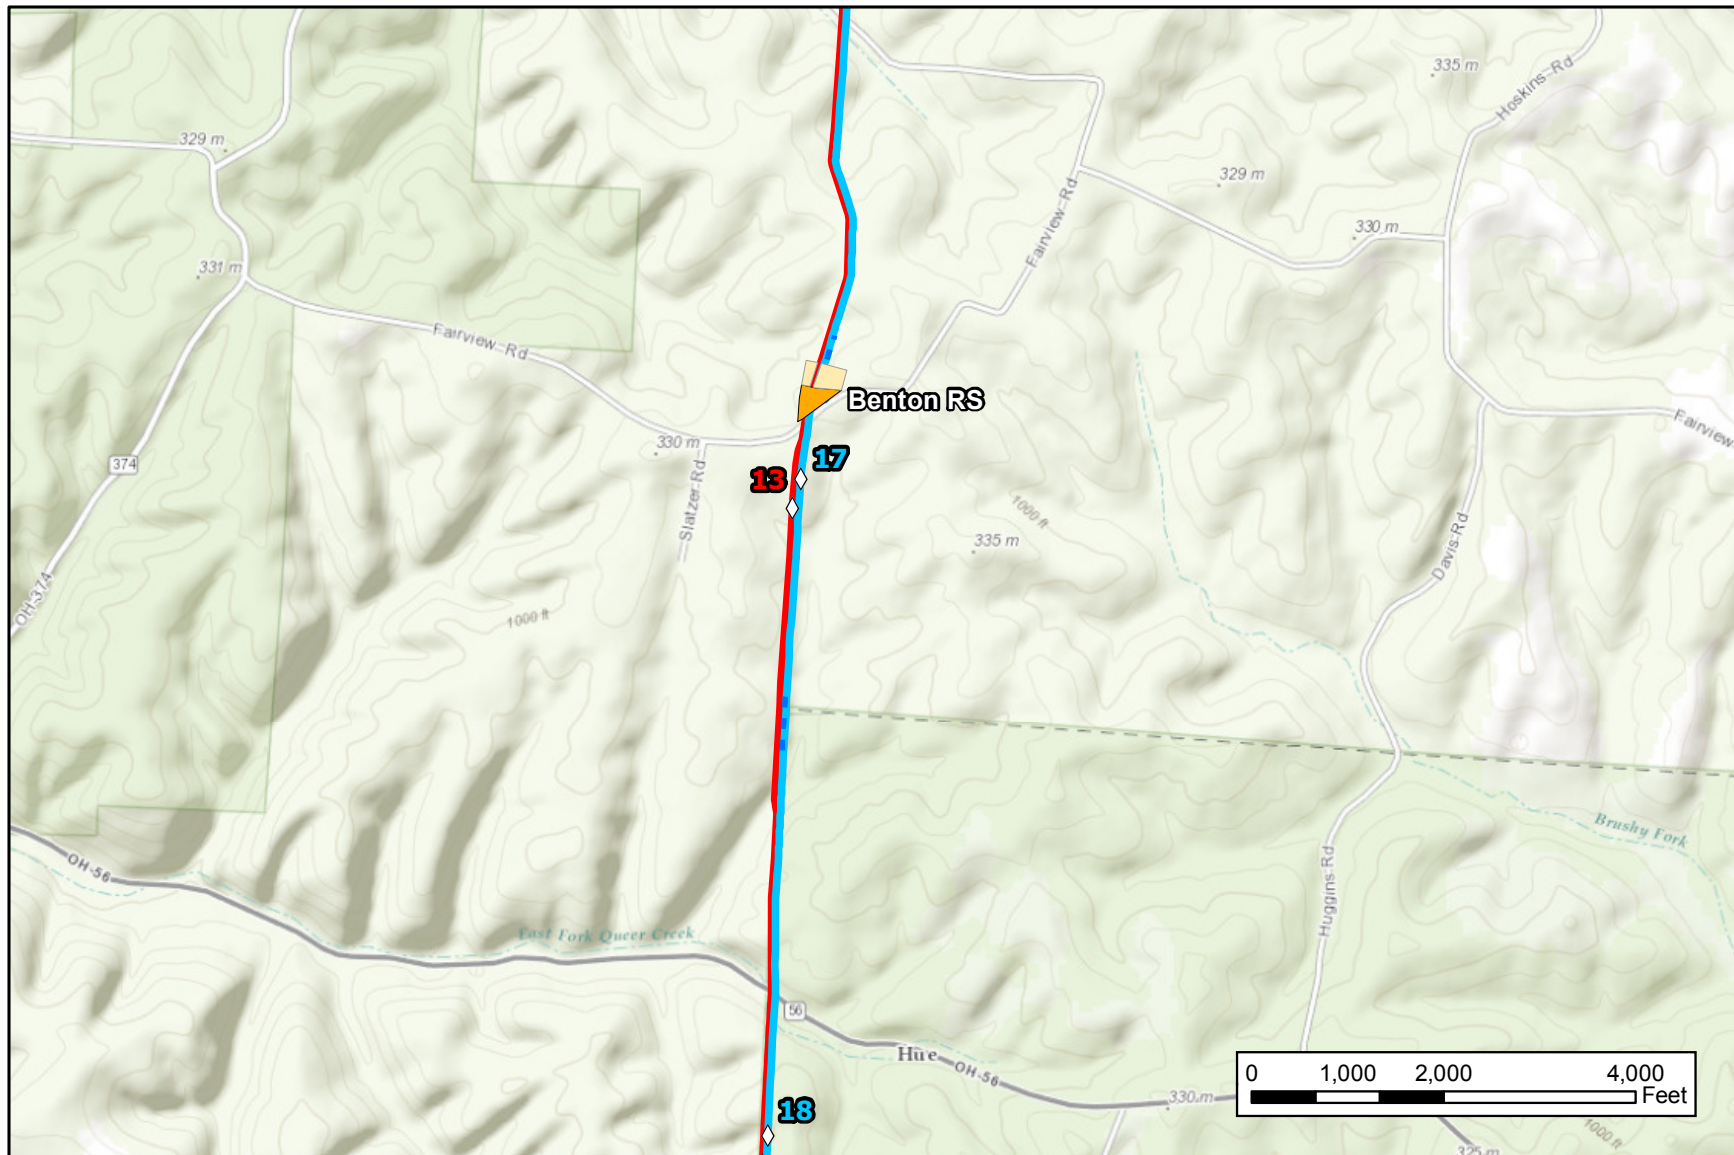 335 m
Hoskins Rd
329 m
329 m
Fairview Rd
330 m
331 m
Fairview Rd
Benton RS
Fairview
330 m
374
Slatzer Rd
17
13
1000 ft
335 m
Davis Rd
OH-374
1000 ft
Brushy Fork
OH-56
Huggins Rd
East Fork Queer Creek
56
Hue
OH-56
330 m
0 1,000 2,000 4,000
Feet
18
1000 ft
325 m